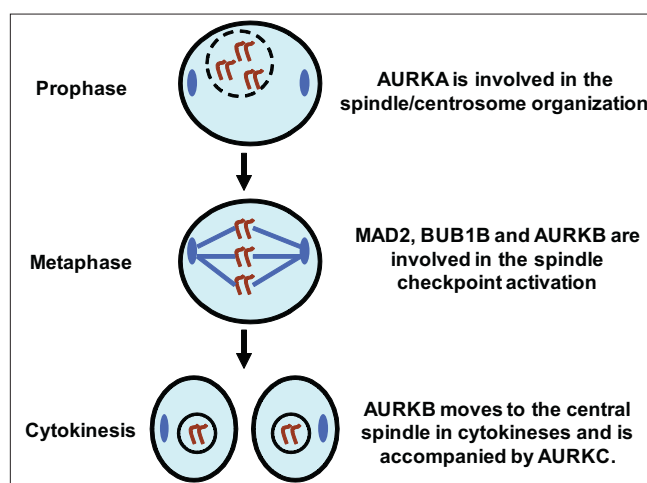 Prophase
AURKA is involved in the
spindle/centrosome organization
Metaphase
MAD2, BUB1B and AURKB are
involved in the spindle
checkpoint activation
Cytokinesis
AURKB moves to the central
spindle in cytokineses and is
accompanied by AURKC.